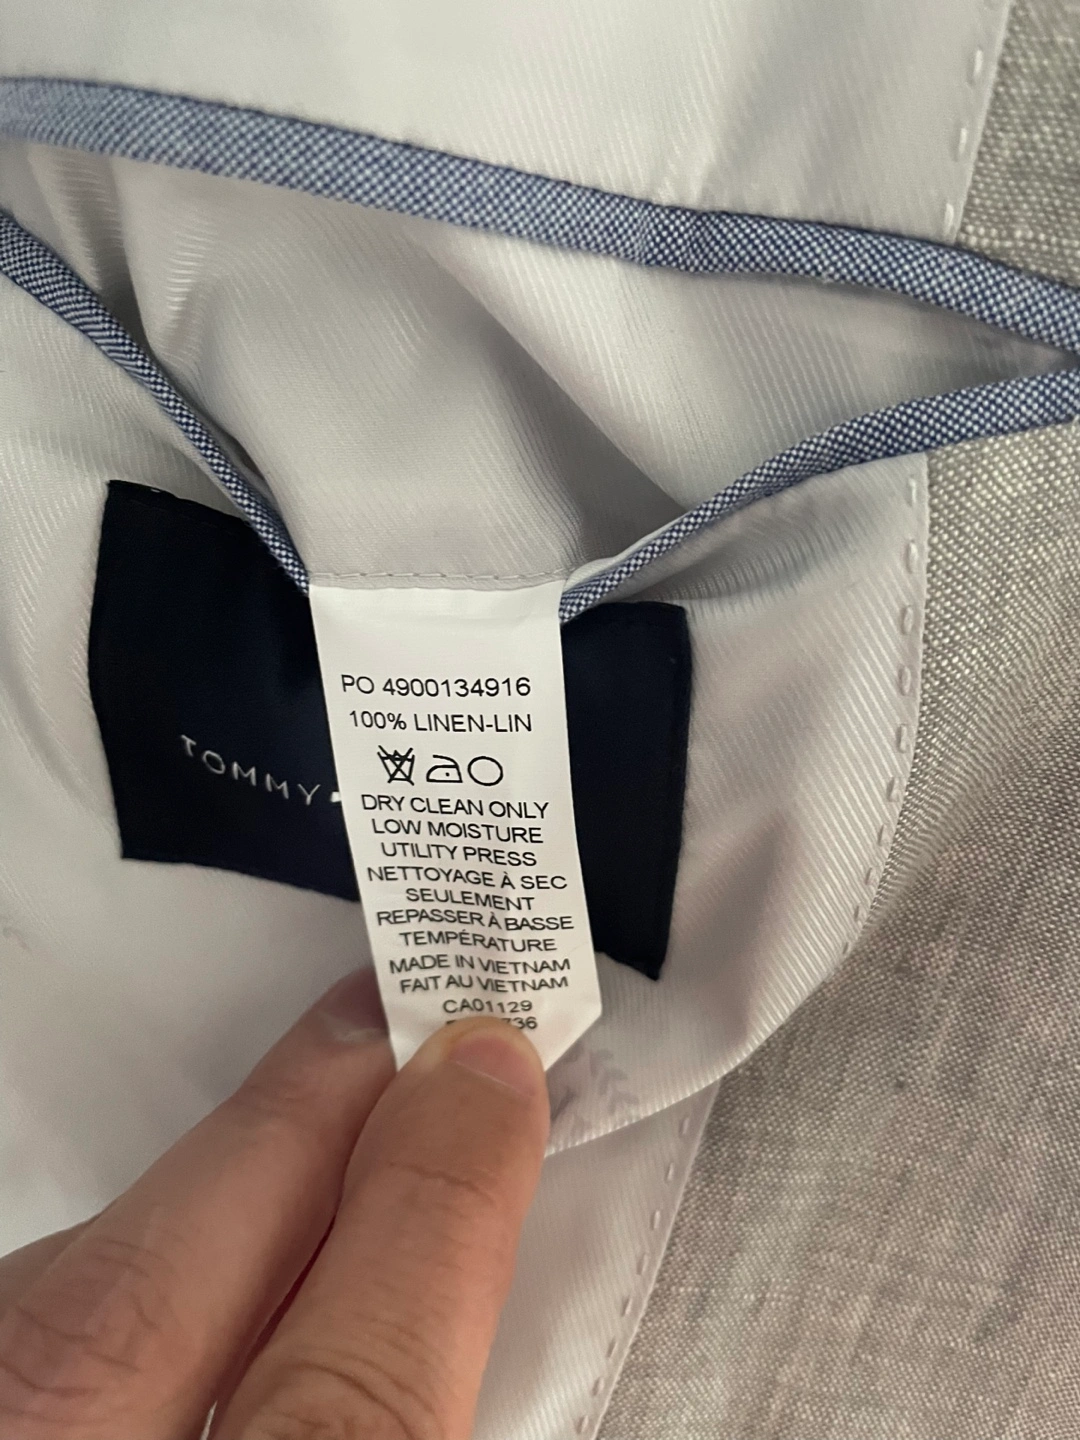 PO 4900134916
100% LINEN-LIN
DRY CLEAN ONLY
LOW MOISTURE
UTILITY PRESS
NETTOYAGE À SEC
SEULEMENT
REPASSER À BASSE
TEMPÉRATURE
MADE IN VIETNAM
FAIT AU VIETNAM
CA01129
TOMMY